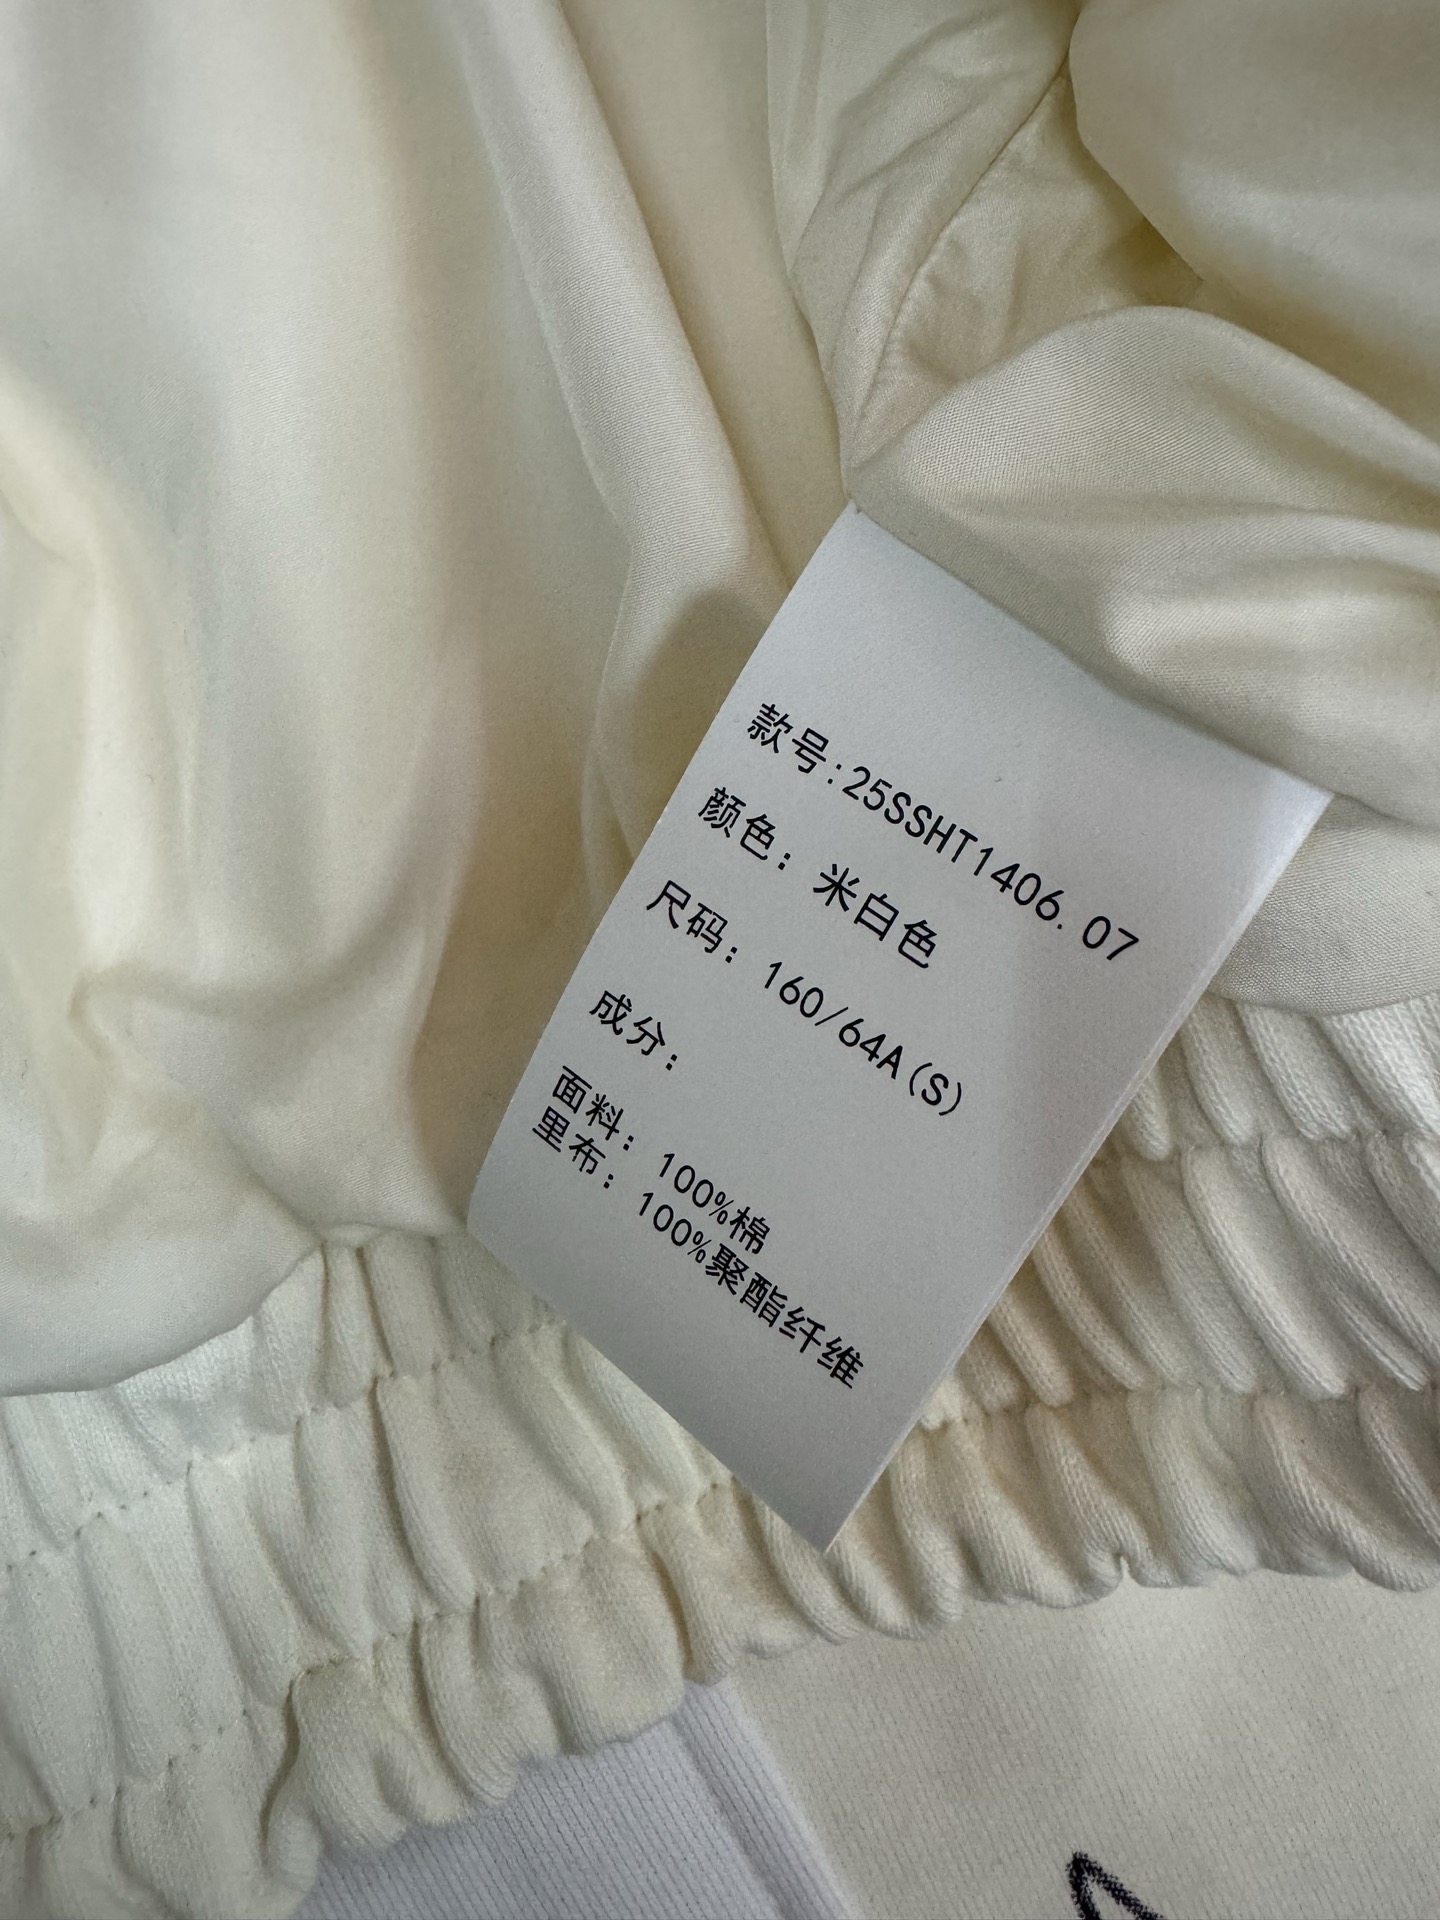 款号:25SSHT1406.07
颜色：米白色
尺码：160/64A(S)
成分：
面料：100%棉
里布：100%聚酯纤维